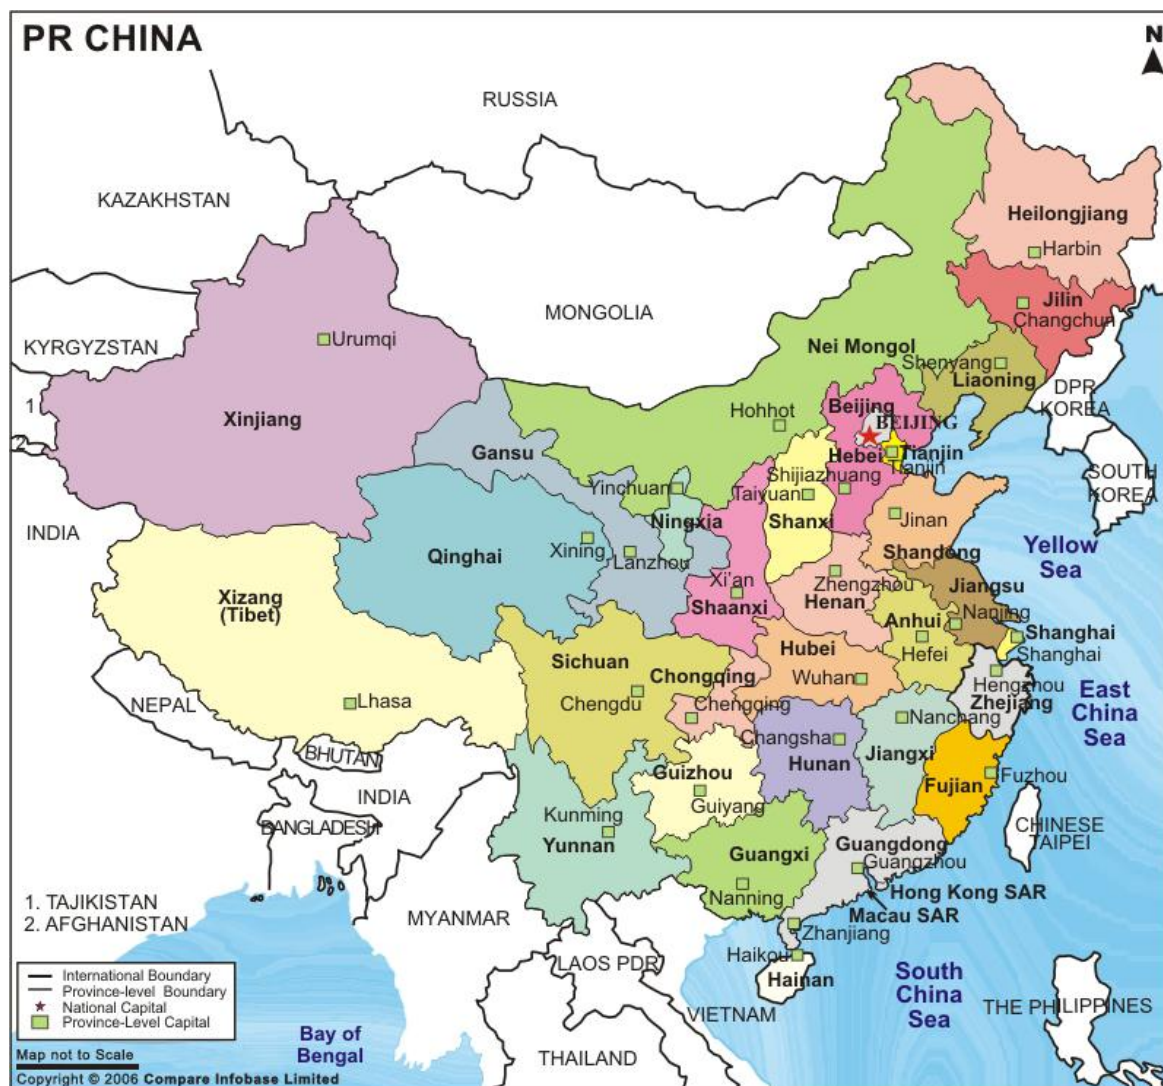 PR CHINA
N
RUSSIA
KAZAKHSTAN
Heilongjiang
Harbin
MONGOLIA
Jilin
Changchun
KYRGYZSTAN
Urumqi
Nei Mongol
Shenyang
Liaoning
DPR
KOREA
1
2
Xinjiang
Hohhot
Beijing
BEIJING
Gansu
Hebei
Tianjin
Tianjin
Shijiazhuang
SOUTH
KOREA
Yinchuan
Taiyuan
Ningxia
Shanxi
Jinan
INDIA
Qinghai
Xining
Lanzhou
Shandong
Yellow
Sea
Xi'an
Zhengzhou
Jiangsu
Xizang
(Tibet)
Shaanxi
Henan
Anhui
Nanjing
Shanghai
Shanghai
Hefei
Sichuan
Chongqing
Hubei
Wuhan
Hengzhou
Zhejiang
East
China
Sea
NEPAL
Lhasa
Chengdu
Chengqing
Nanchang
BHUTAN
Changsha
Hunan
Jiangxi
Guizhou
Guiyang
Fujian
Fuzhou
INDIA
BANGLADESH
Kunming
Yunnan
Guangxi
Guangdong
Guangzhou
CHINESE
TAIPEI
Nanning
Hong Kong SAR
Macau SAR
1. TAJIKISTAN
2. AFGHANISTAN
MYANMAR
Zhanjiang
LAOS PDR
Haikou
Hainan
South
China
Sea
VIETNAM
THE PHILIPPINES
International Boundary
Province-level Boundary
National Capital
Province-Level Capital
Bay of
Bengal
THAILAND
Map not to Scale
Copyright © 2006 Compare Infobase Limited